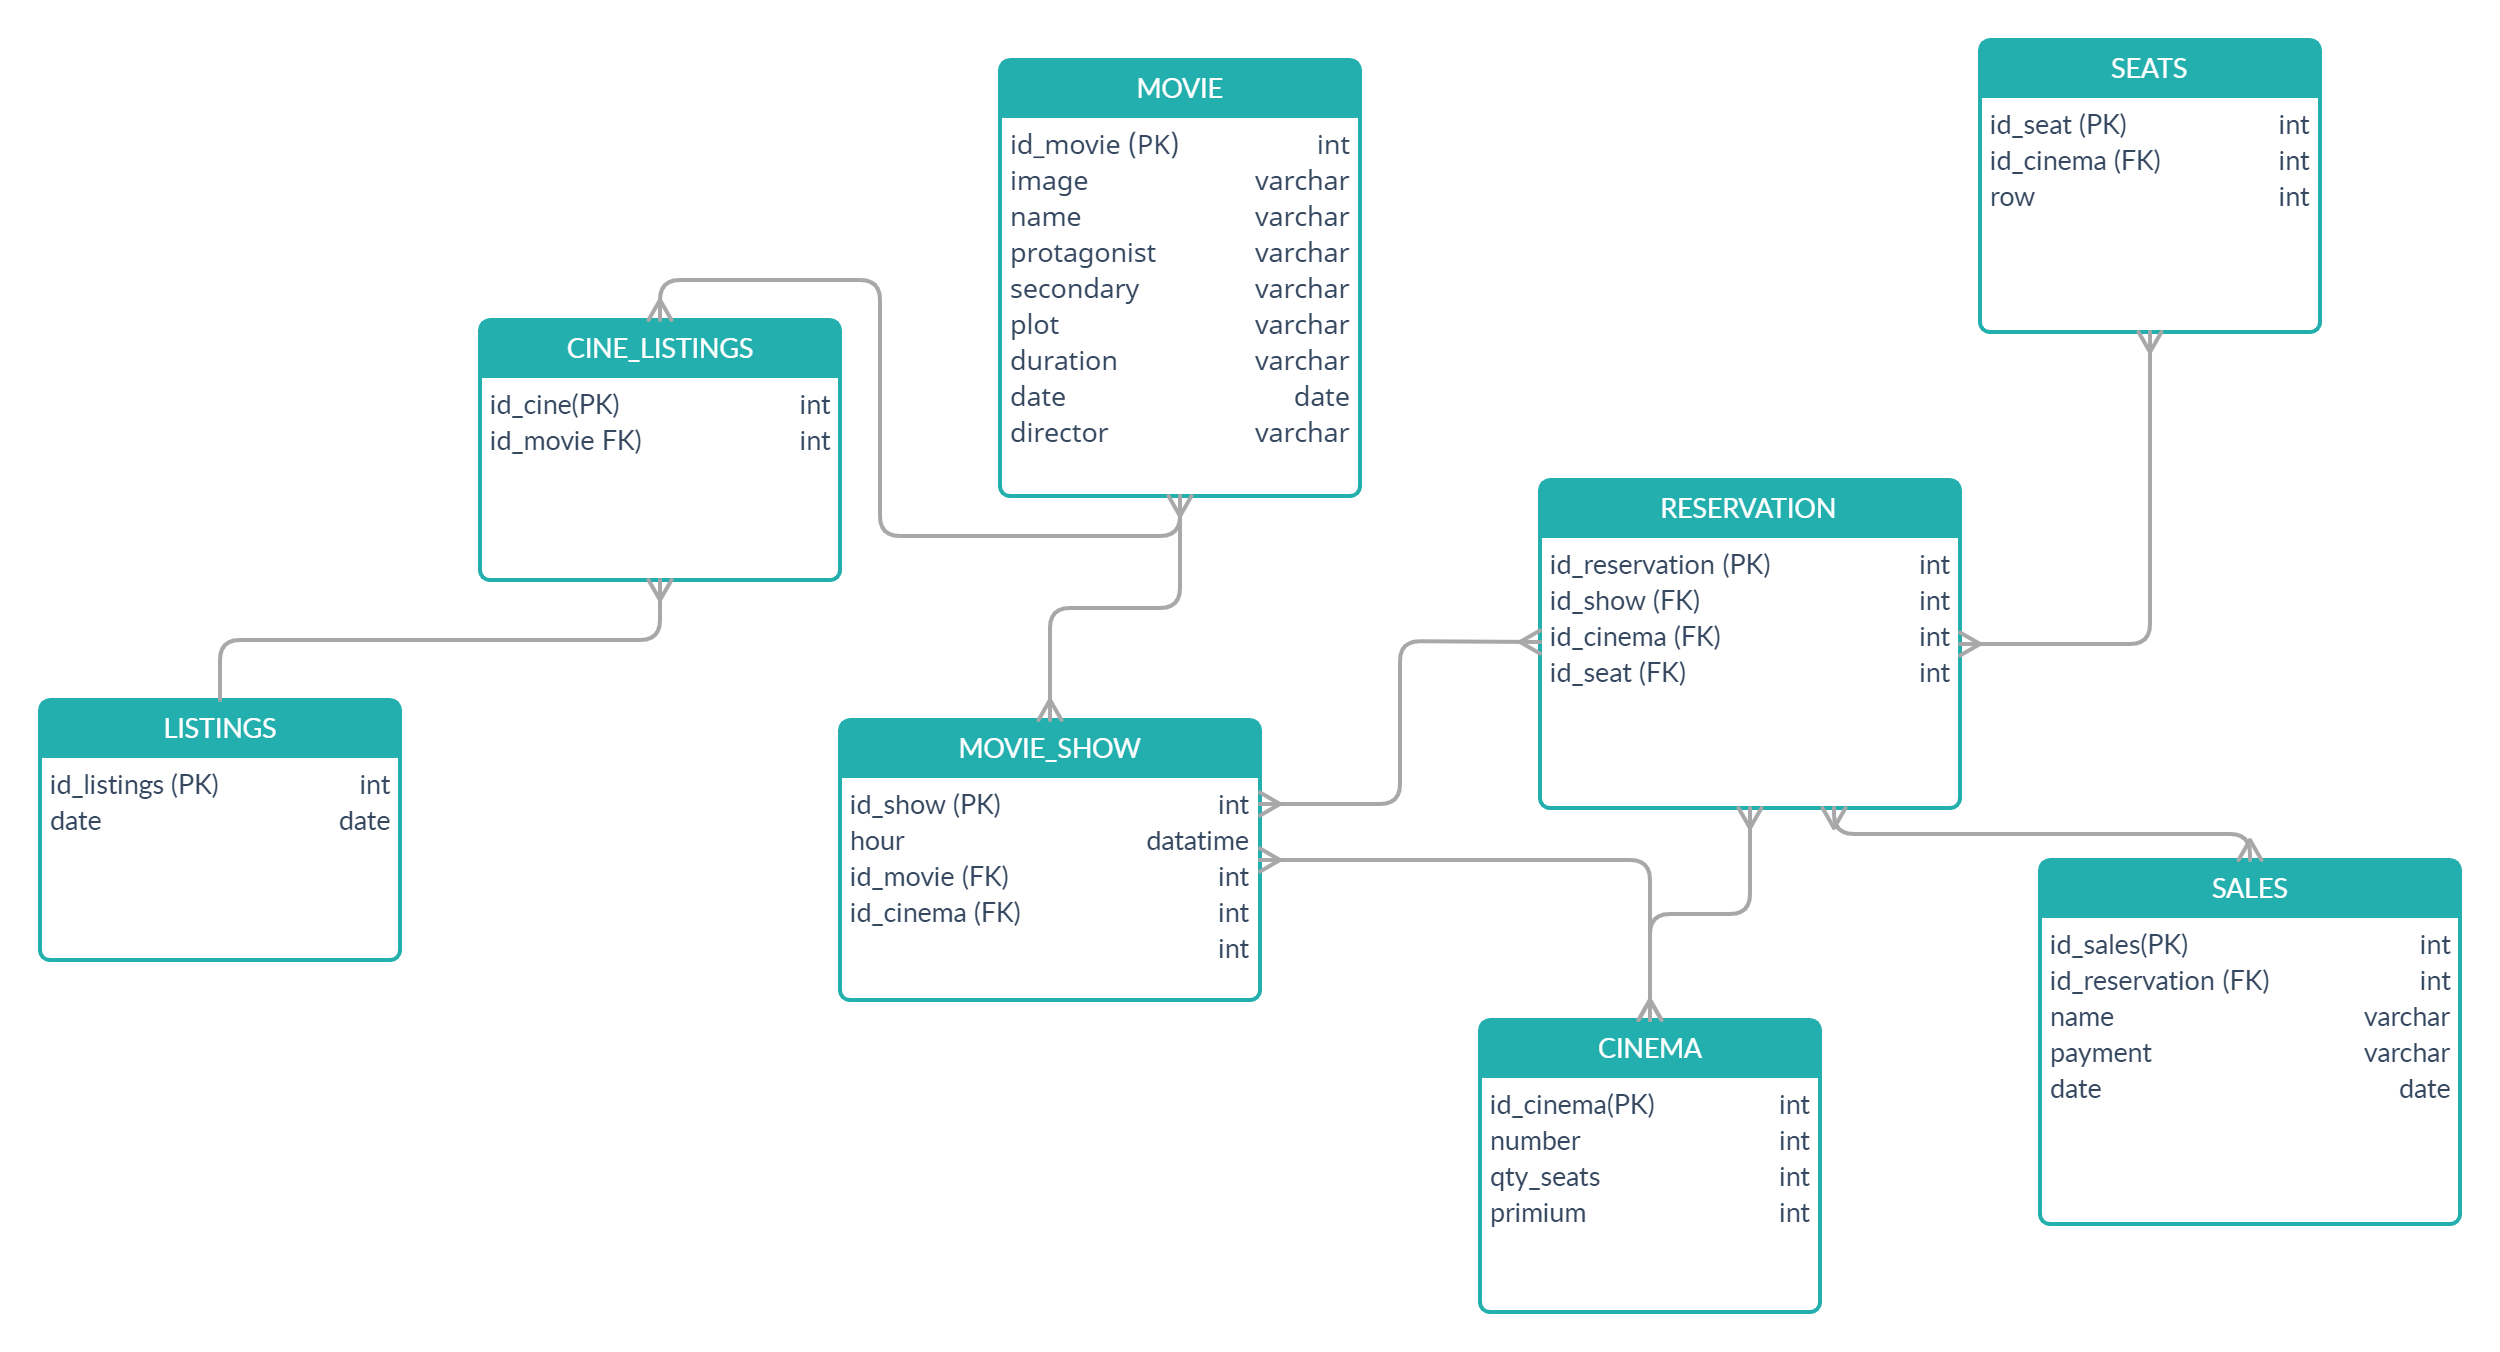 SEATS
id_seat (PK) int
id_cinema (FK) int
row int
MOVIE
id_movie (PK) int
image varchar
name varchar
protagonist varchar
secondary varchar
plot varchar
duration varchar
date date
director varchar
CINE_LISTINGS
id_cine(PK) int
id_movie FK) int
RESERVATION
id_reservation (PK) int
id_show (FK) int
id_cinema (FK) int
id_seat (FK) int
LISTINGS
id_listings (PK) int
date date
MOVIE_SHOW
id_show (PK) int
hour datatime
id_movie (FK) int
id_cinema (FK) int
int
SALES
id_sales(PK) int
id_reservation (FK) int
name varchar
payment varchar
date date
CINEMA
id_cinema(PK) int
number int
qty_seats int
primium int